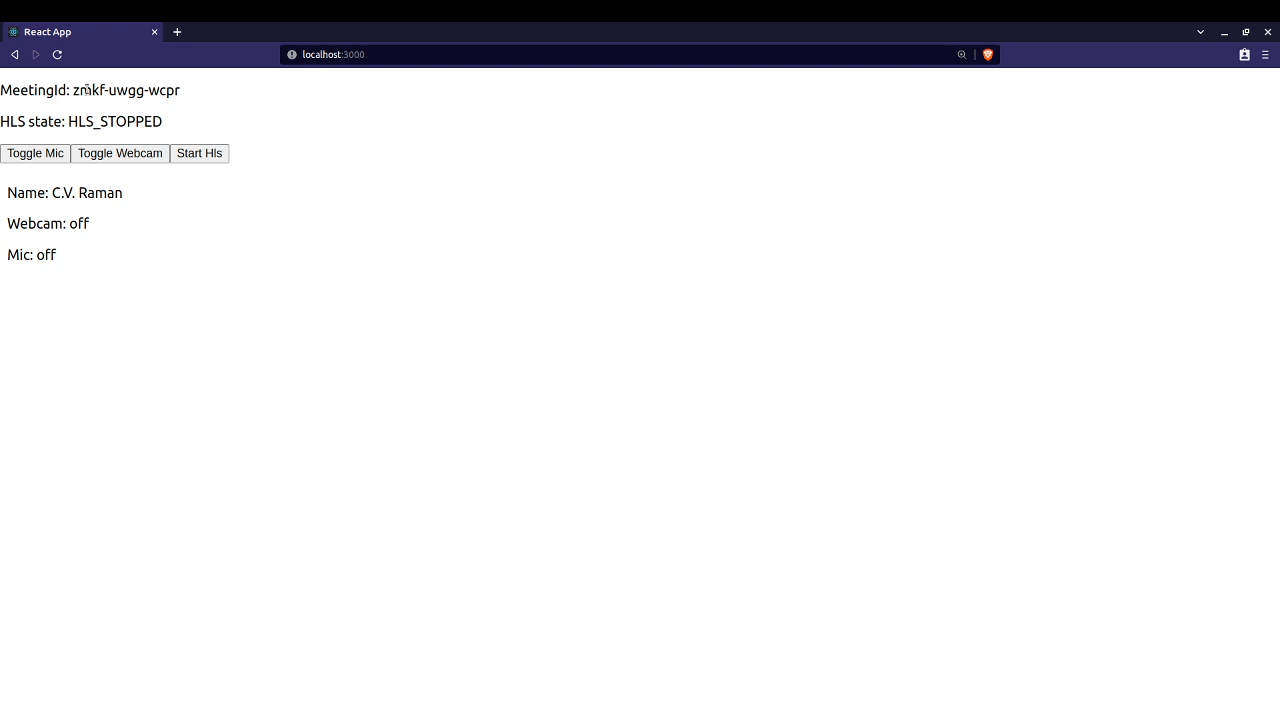 React App
localhost:3000
MeetingId: zmkf-uwgg-wcpr
HLS state: HLS_STOPPED
Toggle Mic Toggle Webcam Start Hls
Name: C.V. Raman
Webcam: off
Mic: off